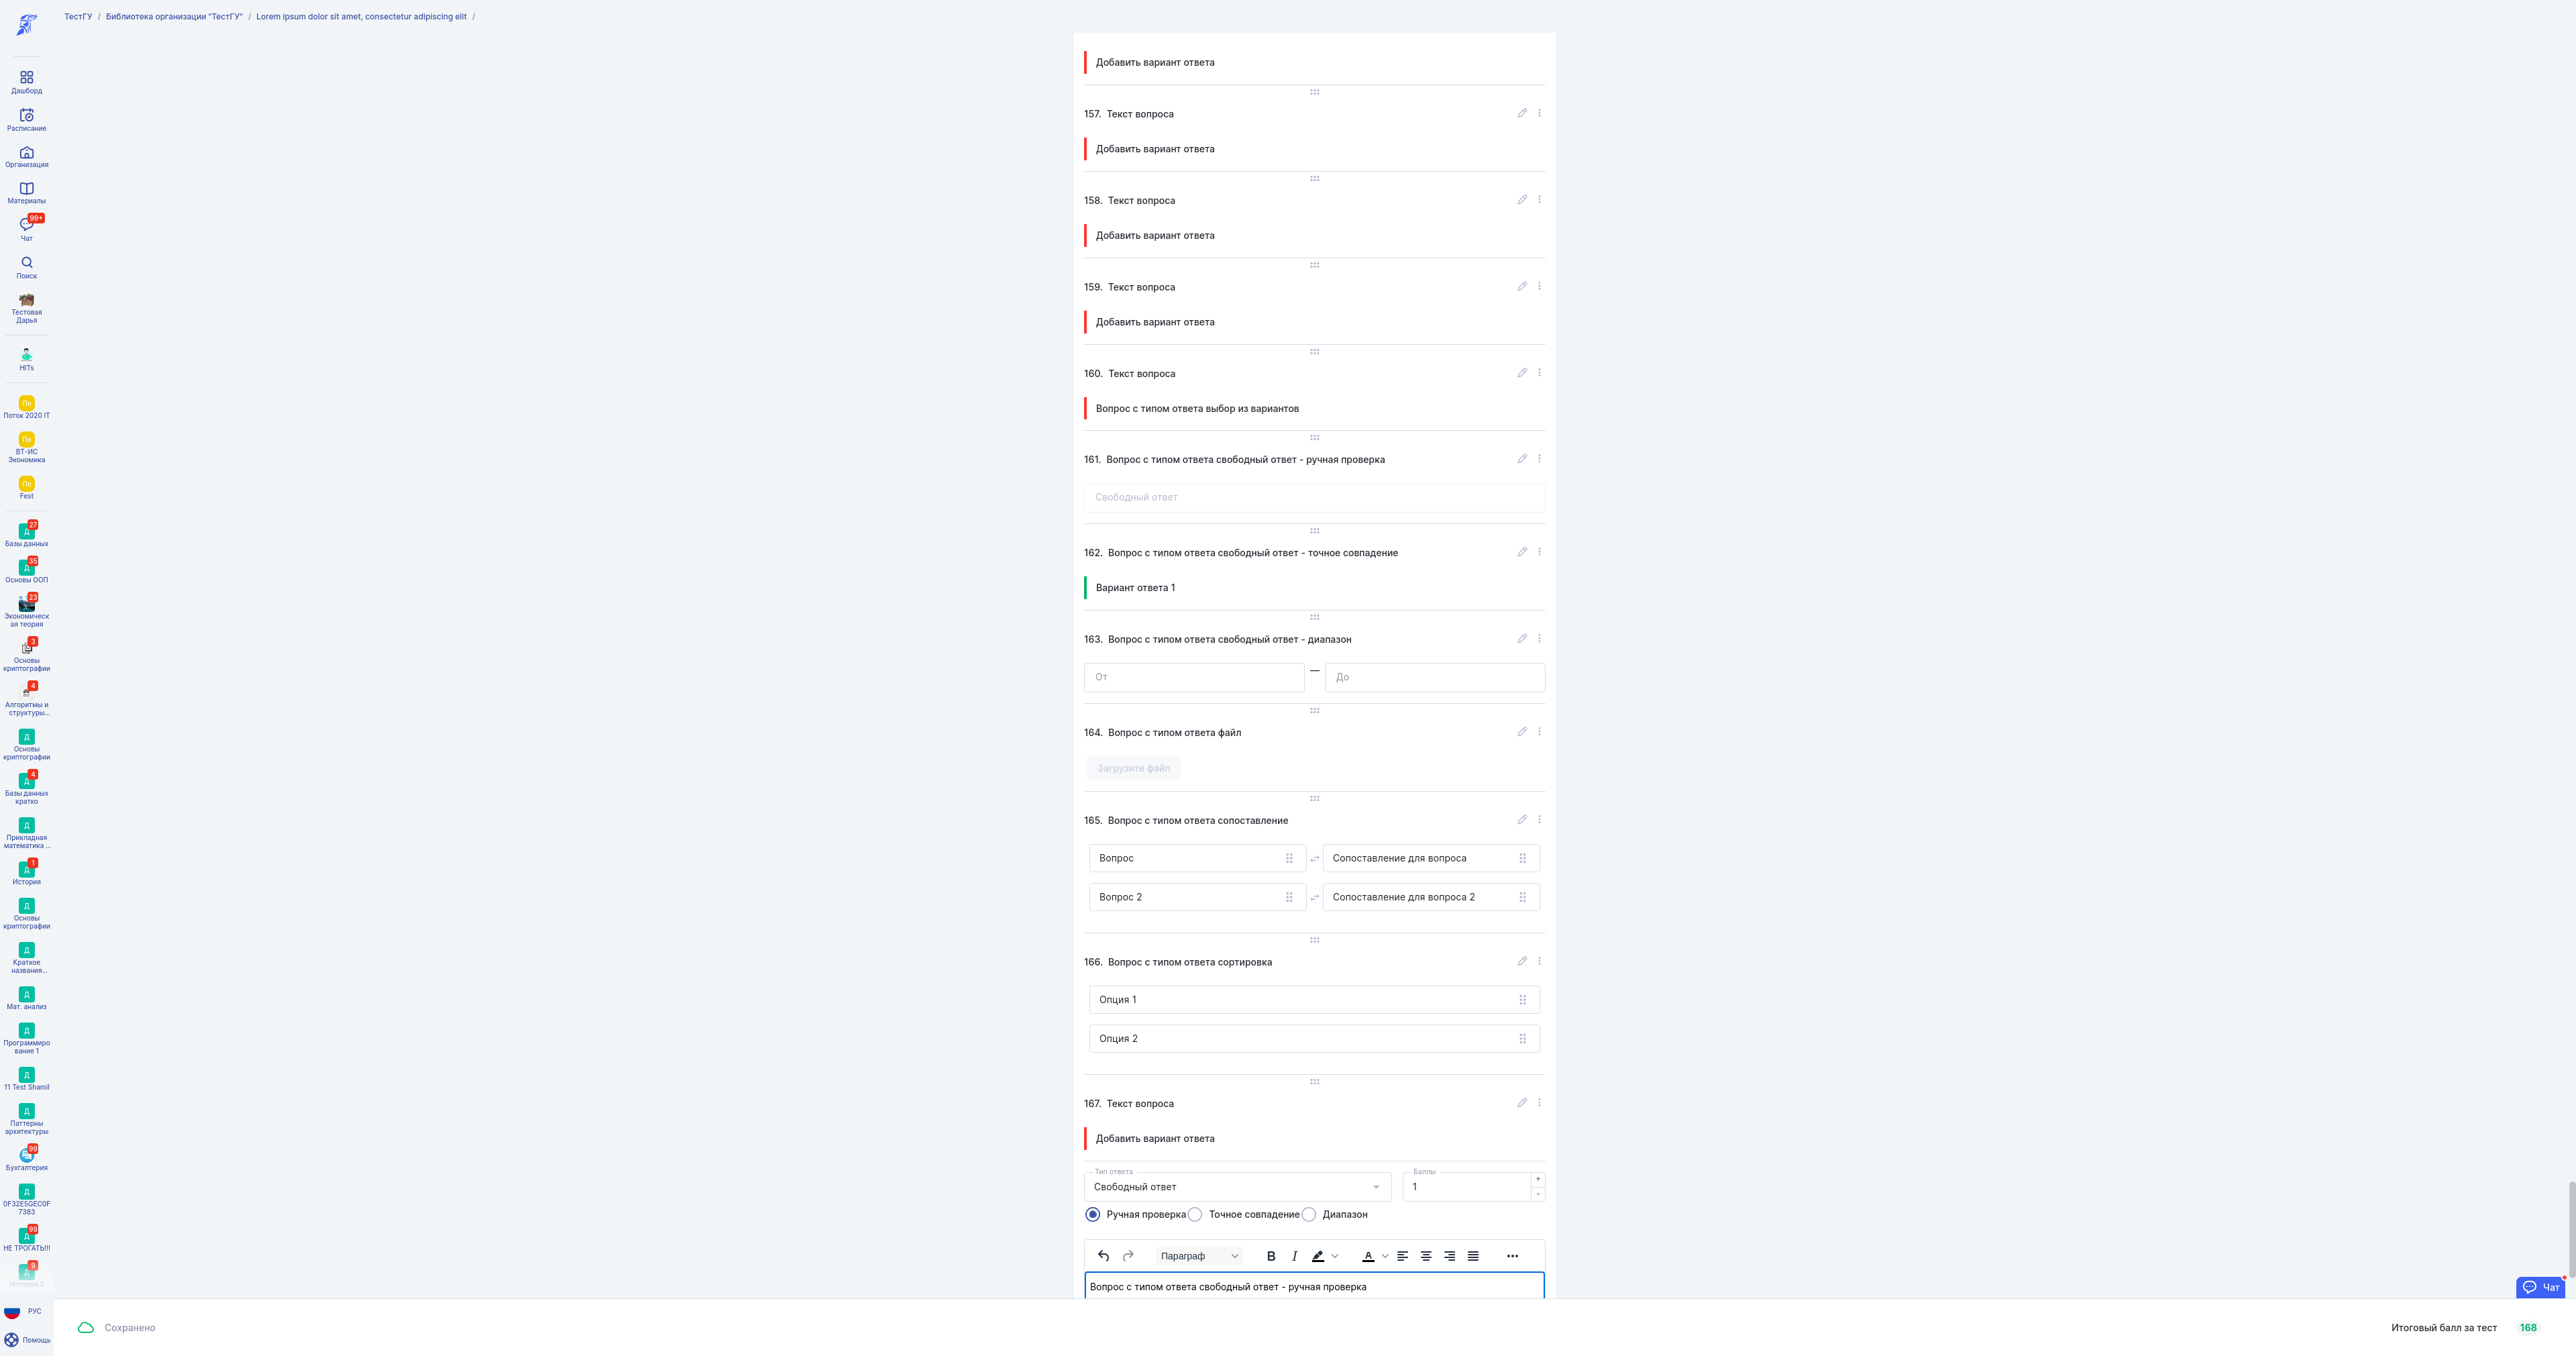 ТестГУ / Библиотека организации "ТестГУ" / Lorem ipsum dolor sit amet, consectetur adipiscing elit /
Дашборд
Расписание
Организация
Материалы
99+
Чат
Поиск
Тестовая
Дарья
HITs
По
Поток 2020 IT
По
ВТ-ИС
Экономика
По
Fest
27
Д
Базы данных
35
Д
Основы ООП
23
Экономическ
ая теория
3
Основы
криптографии
4
Алгоритмы и
структуры...
Д
Основы
криптографии
4
Д
Базы данных
кратко
Д
Прикладная
математика ...
1
Д
История
Д
Основы
криптографии
Д
Краткое
названия...
Д
Мат. анализ
Д
Программиро
вание 1
Д
11 Test Shamil
Д
Паттерны
архитектуры
99
Бухгалтерия
Д
0F32E5GEC0F
7383
99
Д
НЕ ТРОГАТЬ!!!
9
Д
История 2
РУС
Помощь
Добавить вариант ответа
157. Текст вопроса
Добавить вариант ответа
158. Текст вопроса
Добавить вариант ответа
159. Текст вопроса
Добавить вариант ответа
160. Текст вопроса
Вопрос с типом ответа выбор из вариантов
161. Вопрос с типом ответа свободный ответ - ручная проверка
Свободный ответ
162. Вопрос с типом ответа свободный ответ - точное совпадение
Вариант ответа 1
163. Вопрос с типом ответа свободный ответ - диапазон
От — До
164. Вопрос с типом ответа файл
Загрузите файл
165. Вопрос с типом ответа сопоставление
Вопрос Сопоставление для вопроса
Вопрос 2 Сопоставление для вопроса 2
166. Вопрос с типом ответа сортировка
Опция 1
Опция 2
167. Текст вопроса
Добавить вариант ответа
Тип ответа Баллы
Свободный ответ 1 + -
Ручная проверка Точное совпадение Диапазон
Параграф B I A
Вопрос с типом ответа свободный ответ - ручная проверка
Чат
Сохранено
Итоговый балл за тест 168